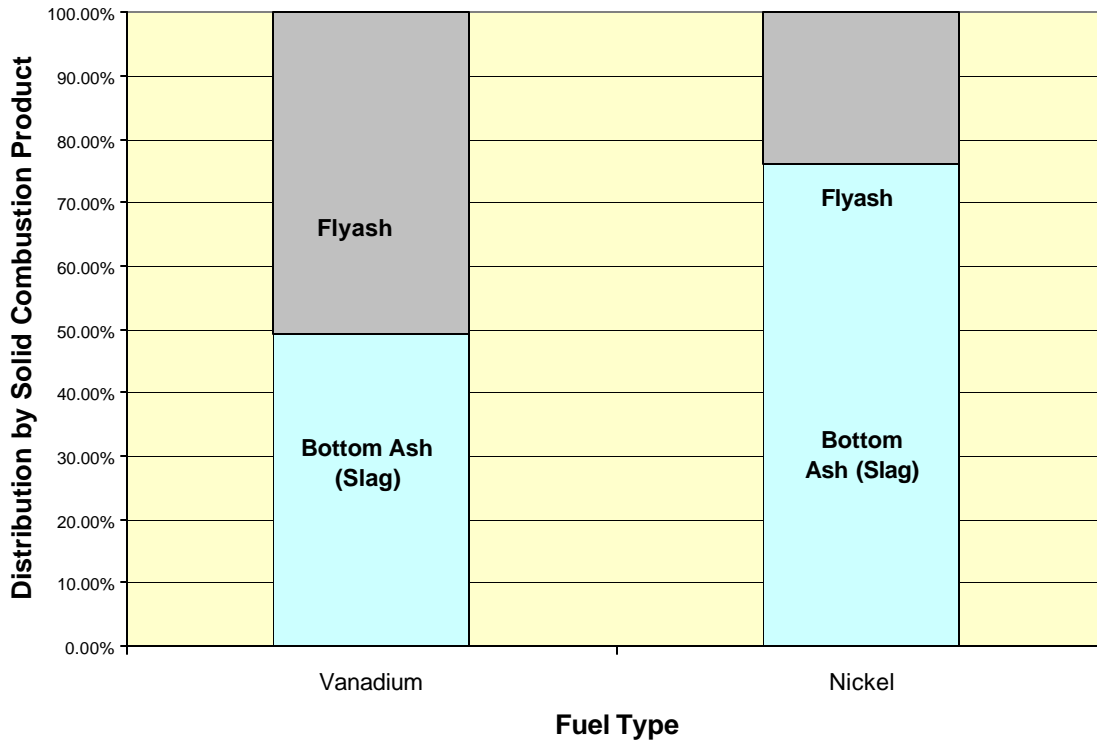 100.00%
90.00%
80.00%
70.00%
60.00%
50.00%
40.00%
30.00%
20.00%
10.00%
0.00%
Distribution by Solid Combustion Product
Flyash
Bottom Ash
(Slag)
Flyash
Bottom
Ash (Slag)
Vanadium
Nickel
Fuel Type